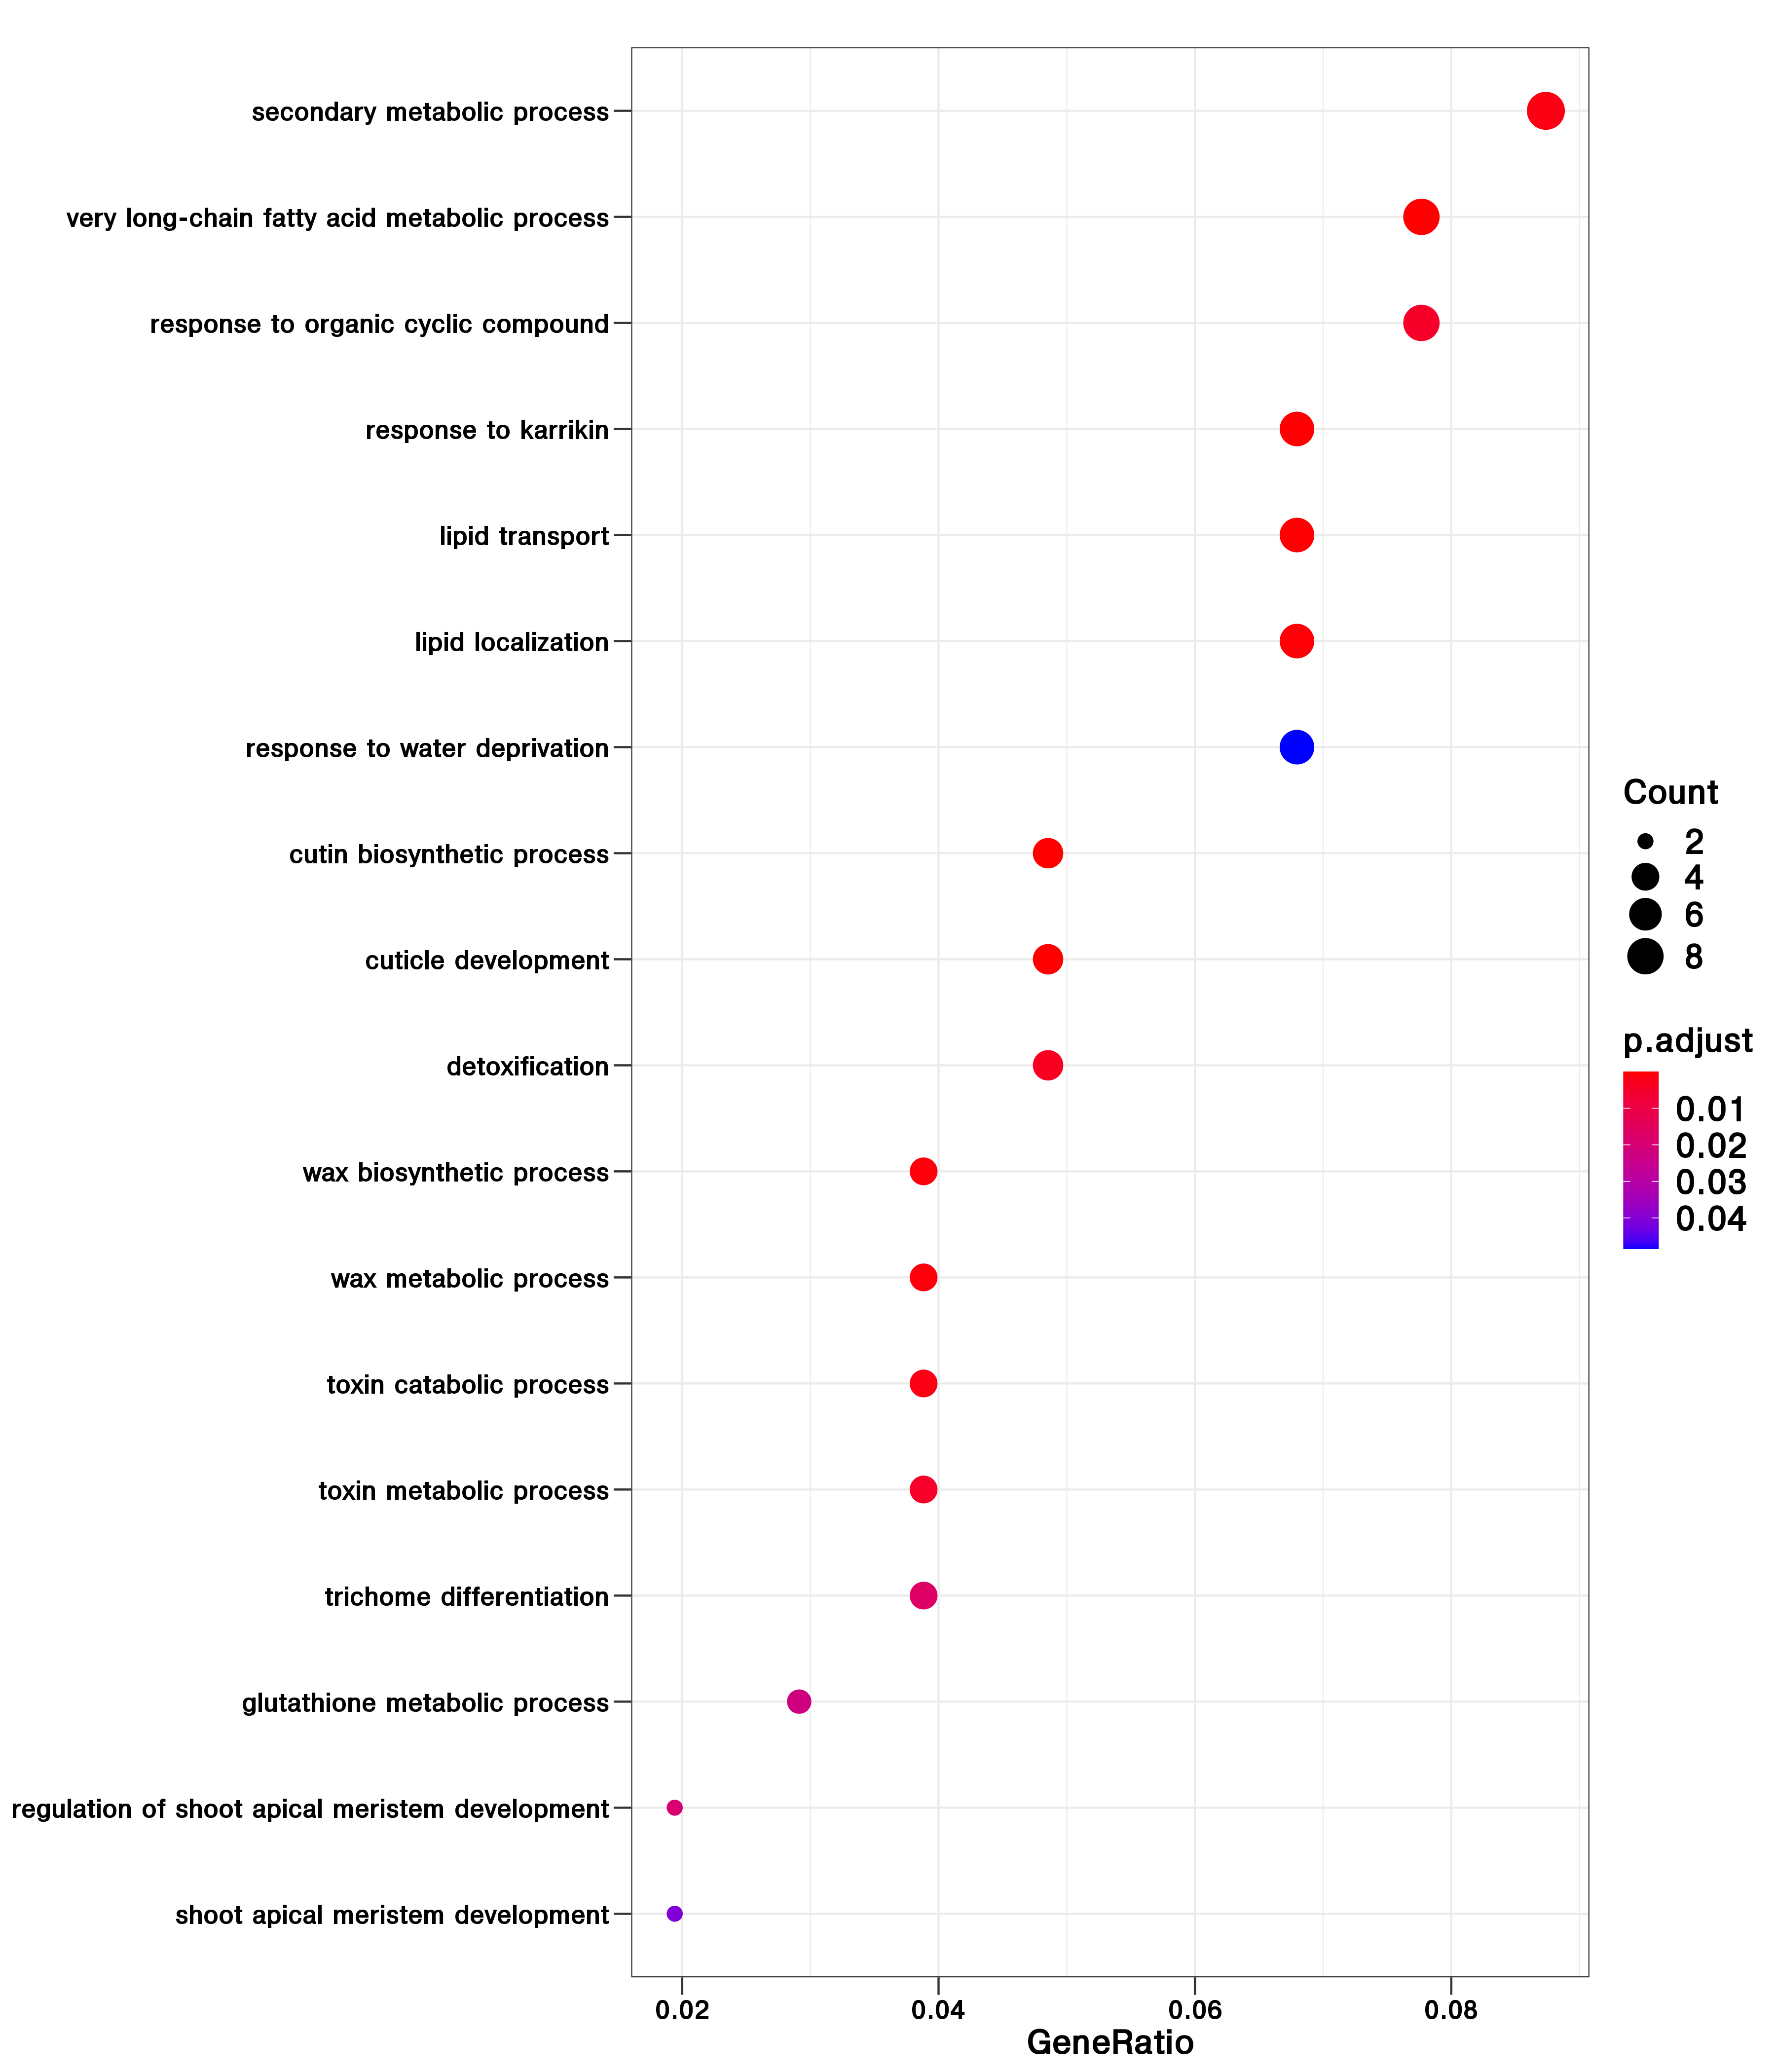 secondary metabolic process
very long-chain fatty acid metabolic process
response to organic cyclic compound
response to karrikin
lipid transport
lipid localization
response to water deprivation
cutin biosynthetic process
cuticle development
detoxification
wax biosynthetic process
wax metabolic process
toxin catabolic process
toxin metabolic process
trichome differentiation
glutathione metabolic process
regulation of shoot apical meristem development
shoot apical meristem development
0.02 0.04 0.06 0.08
GeneRatio
Count
2
4
6
8
p.adjust
0.01
0.02
0.03
0.04